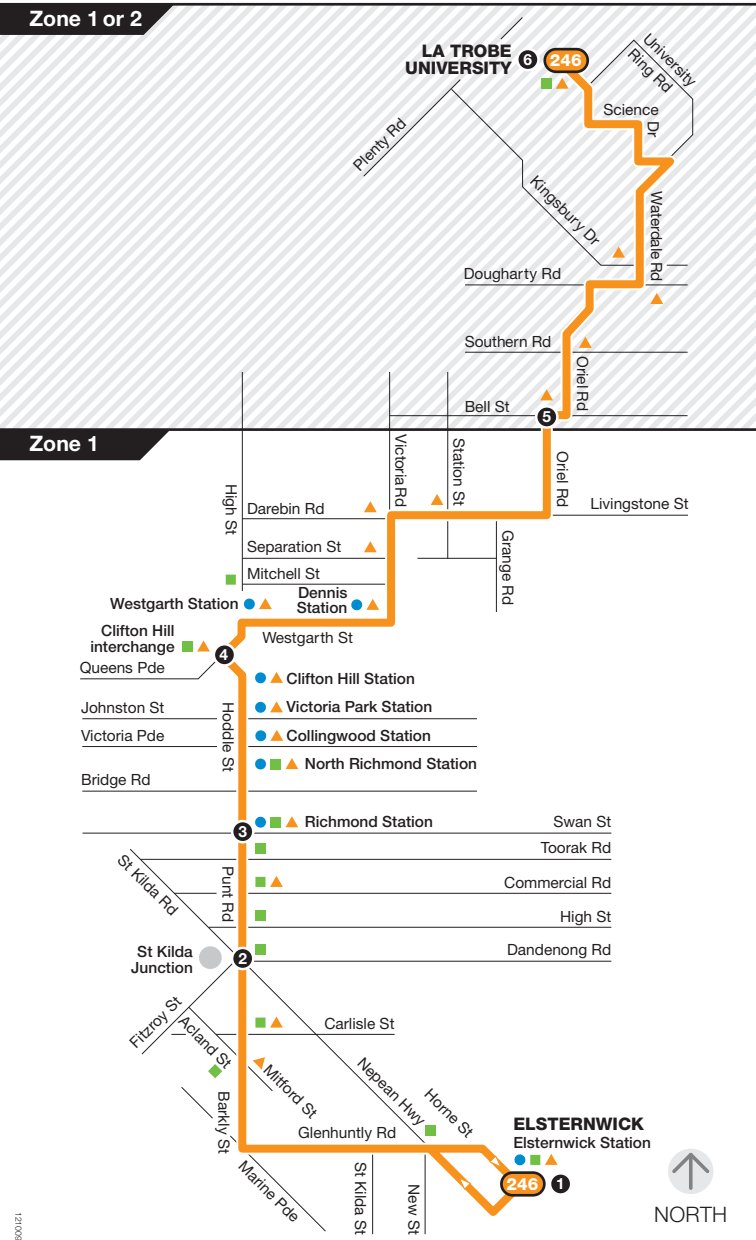 Zone 1 or 2
LA TROBE
UNIVERSITY
6
246
University
Ring Rd
Science
Dr
Plenty Rd
Kingsbury Dr
Waterdale Rd
Dougharty Rd
Southern Rd
Oriel Rd
Bell St
5
Zone 1
High St
Victoria Rd
Station St
Oriel Rd
Darebin Rd
Livingstone St
Separation St
Grange Rd
Mitchell St
Westgarth Station
Dennis
Station
Clifton Hill
interchange
4
Westgarth St
Queens Pde
Clifton Hill Station
Johnston St
Hoddle St
Victoria Park Station
Victoria Pde
Collingwood Station
North Richmond Station
Bridge Rd
3
Richmond Station
Swan St
Toorak Rd
St Kilda Rd
Punt Rd
Commercial Rd
High St
St Kilda
Junction
2
Dandenong Rd
Fitzroy St
Acland St
Carlisle St
Mitford St
Nepean Hwy
Horne St
Barkly St
Glenhuntly Rd
ELSTERNWICK
Elsternwick Station
Marine Pde
St Kilda St
New St
246
1
NORTH
121009